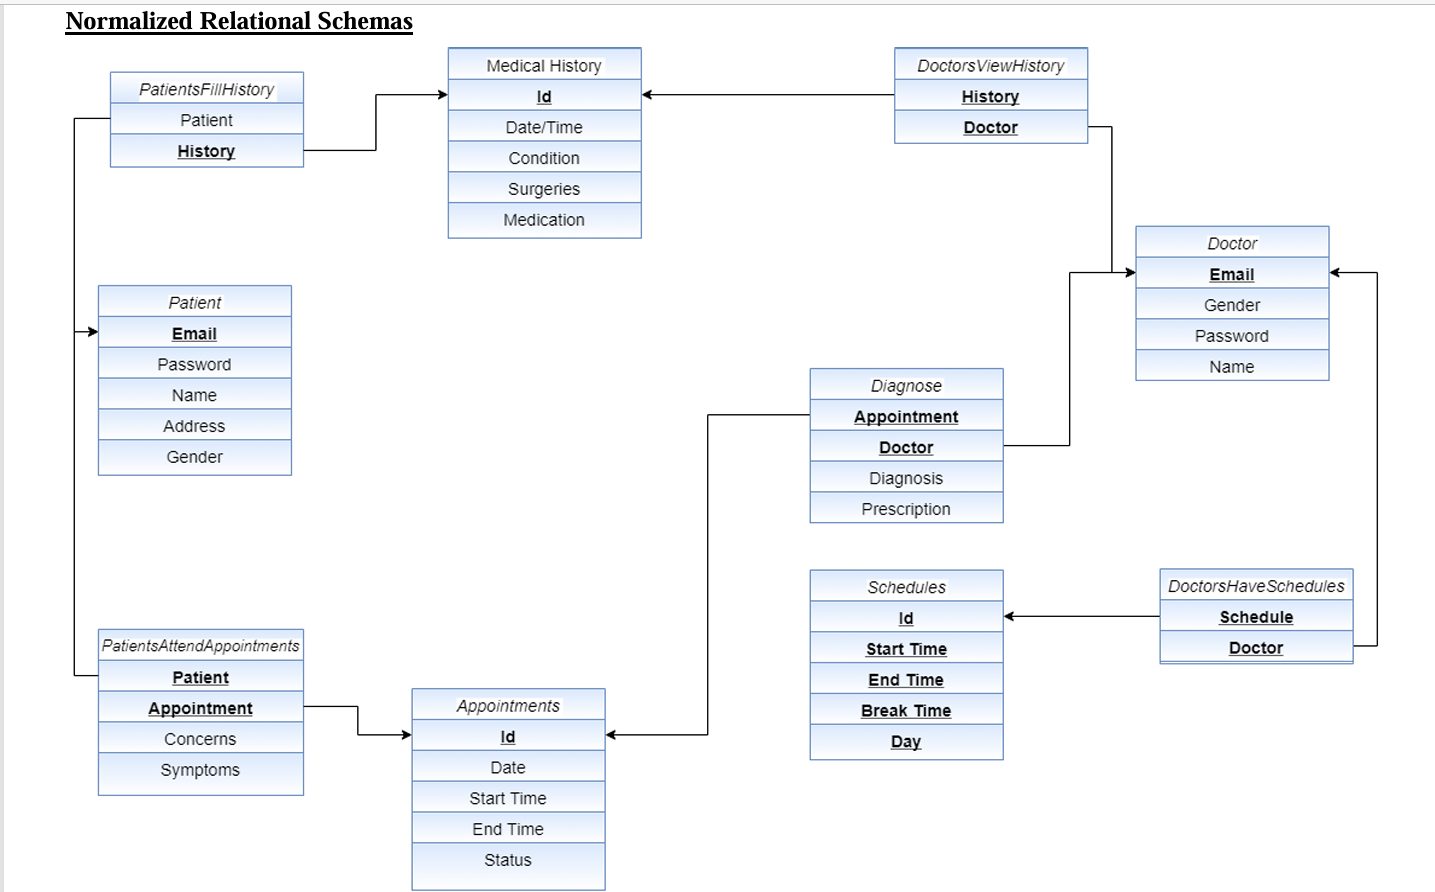 Normalized Relational Schemas
PatientsFillHistory
Patient
History
Medical History
Id
Date/Time
Condition
Surgeries
Medication
DoctorsViewHistory
History
Doctor
Doctor
Email
Gender
Password
Name
Patient
Email
Password
Name
Address
Gender
Diagnose
Appointment
Doctor
Diagnosis
Prescription
Schedules
Id
Start Time
End Time
Break Time
Day
DoctorsHaveSchedules
Schedule
Doctor
PatientsAttendAppointments
Patient
Appointment
Concerns
Symptoms
Appointments
Id
Date
Start Time
End Time
Status